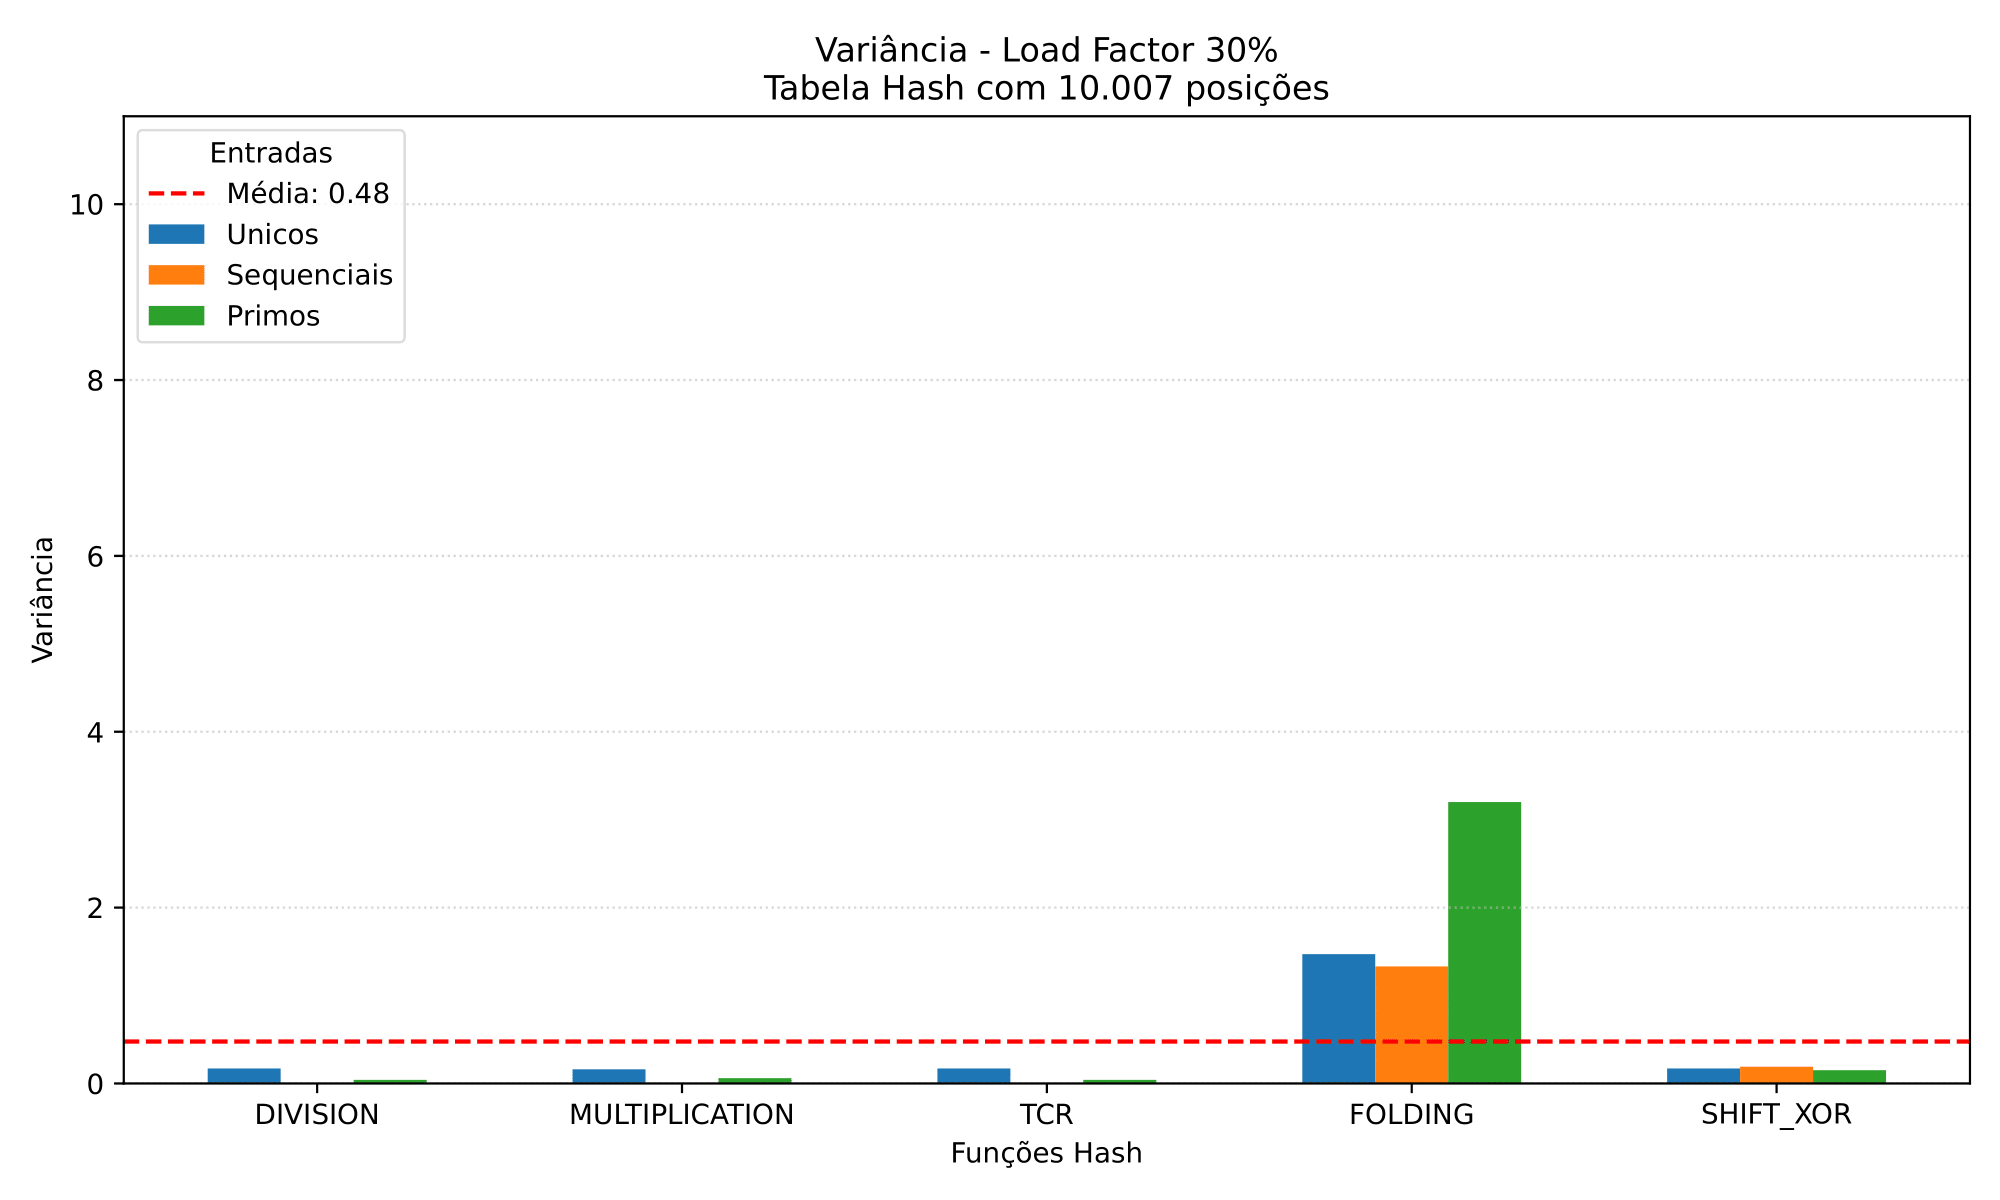 Variância - Load Factor 30%
Tabela Hash com 10.007 posições
Entradas
Média: 0.48
Unicos
Sequenciais
Primos
Variância
10
8
6
4
2
0
DIVISION
MULTIPLICATION
TCR
FOLDING
SHIFT_XOR
Funções Hash